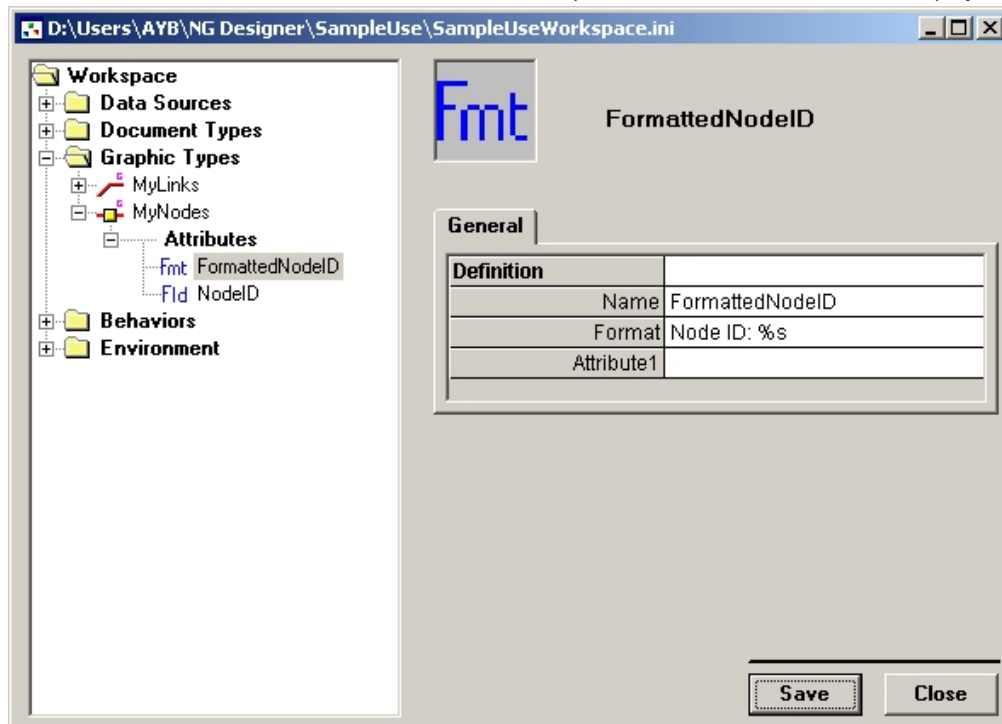 D:\Users\AYB\NG Designer\SampleUse\SampleUseWorkspace.ini
Workspace
Data Sources
Document Types
Graphic Types
MyLinks
MyNodes
Attributes
Fmt FormattedNodeID
Fld NodeID
Behaviors
Environment
Fmt
FormattedNodeID
General
Definition
Name FormattedNodeID
Format Node ID: %s
Attribute1
Save
Close